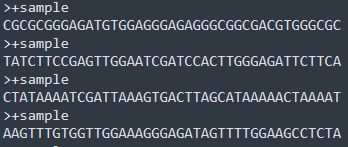 >+sample
CGCGCGGGAGATGTGGAGGGAGAGGGCGGCGACGTGGGCGC
>+sample
TATCTTCCGAGTTGGAATCGATCCACTTGGGAGATTCTTCA
>+sample
CTATAAAATCGATTAAAGTGACTTAGCATAAAAACTAAAAT
>+sample
AAGTTTGTGGTTGGAAAGGGAGATAGTTTTGGAAGCCTCTA